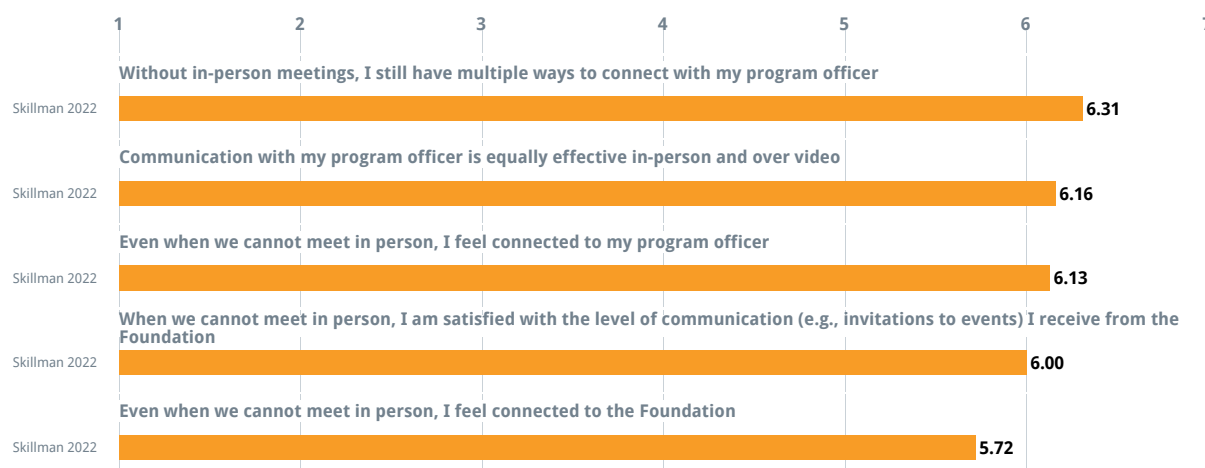 1 2 3 4 5 6
Without in-person meetings, I still have multiple ways to connect with my program officer
Skillman 2022 6.31
Communication with my program officer is equally effective in-person and over video
Skillman 2022 6.16
Even when we cannot meet in person, I feel connected to my program officer
Skillman 2022 6.13
When we cannot meet in person, I am satisfied with the level of communication (e.g., invitations to events) I receive from the
Foundation
Skillman 2022 6.00
Even when we cannot meet in person, I feel connected to the Foundation
Skillman 2022 5.72